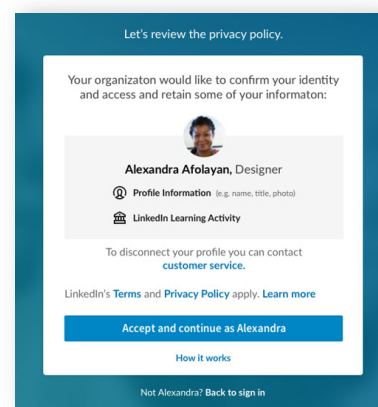 Let's review the privacy policy.
Your organizaton would like to confirm your identity
and access and retain some of your informaton:
Alexandra Afolayan, Designer
Profile Information (e.g. name, title, photo)
LinkedIn Learning Activity
To disconnect your profile you can contact
customer service.
LinkedIn's Terms and Privacy Policy apply. Learn more
Accept and continue as Alexandra
How it works
Not Alexandra? Back to sign in